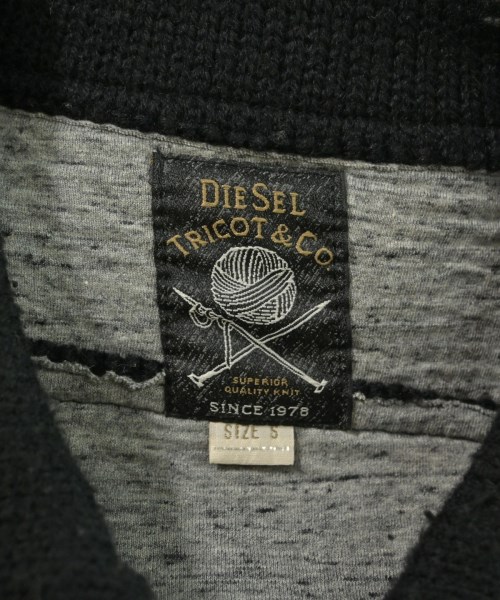 DIESEL
TRICOT & CO.
SUPERIOR
QUALITY KNIT
SINCE 1978
SIZE S